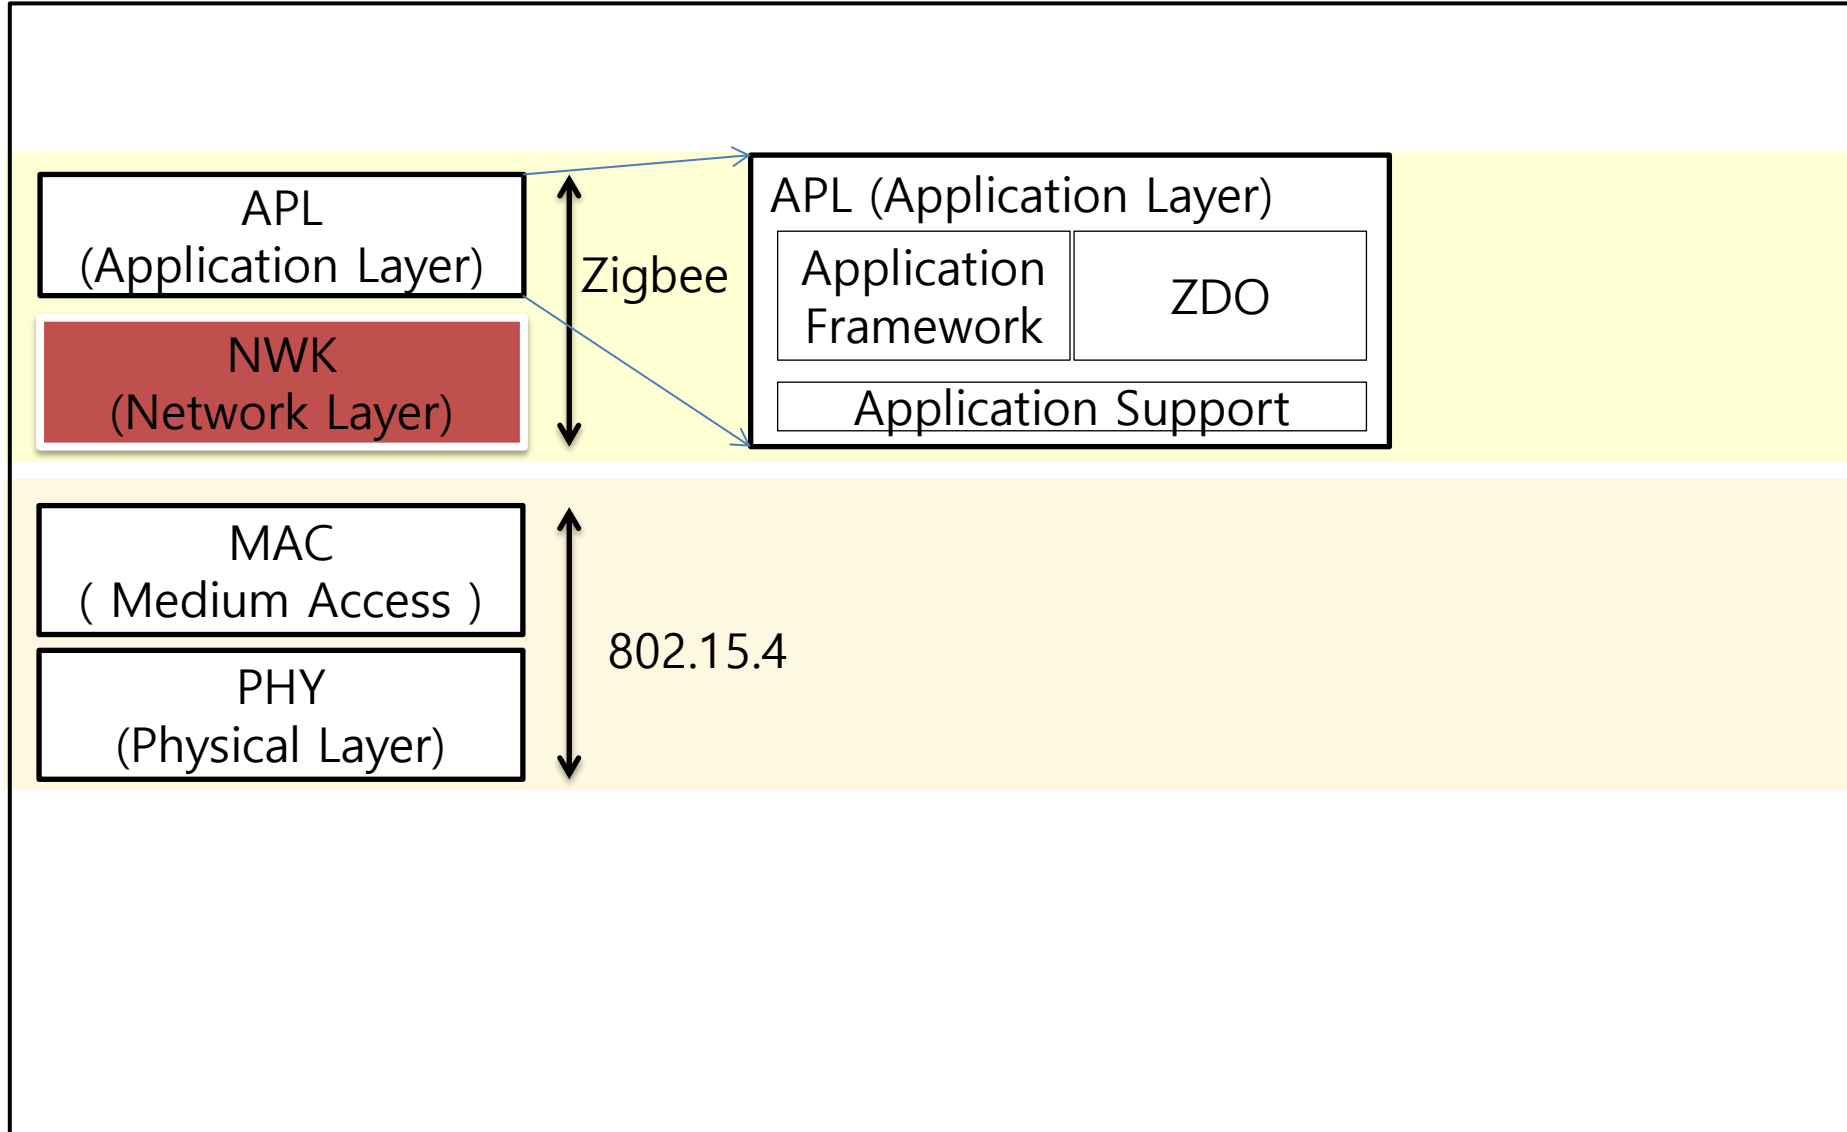 APL
(Application Layer)
NWK
(Network Layer)
Zigbee
APL (Application Layer)
Application
Framework
ZDO
Application Support
MAC
( Medium Access )
PHY
(Physical Layer)
802.15.4